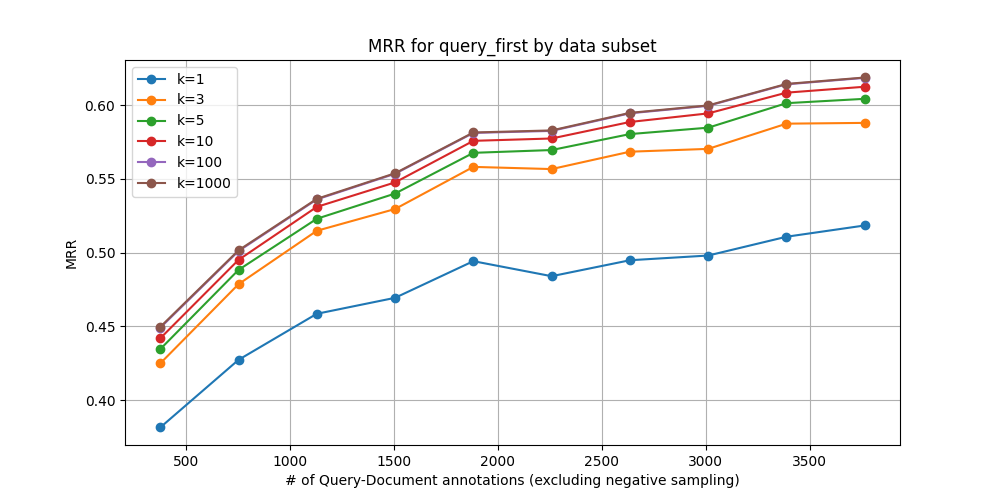 MRR for query_first by data subset
k=1
k=3
k=5
k=10
k=100
k=1000
MRR
0.60
0.55
0.50
0.45
0.40
500 1000 1500 2000 2500 3000 3500
# of Query-Document annotations (excluding negative sampling)